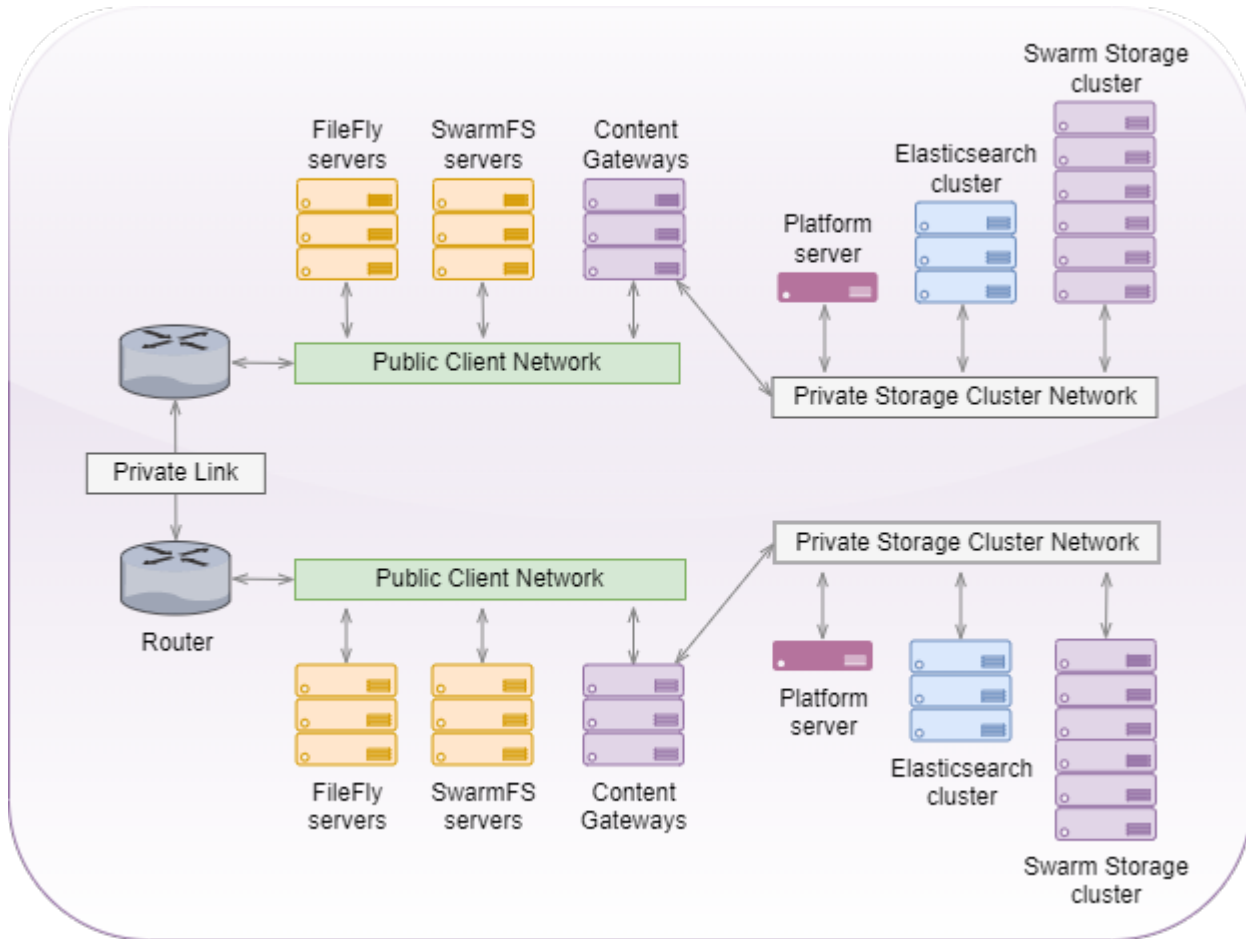 Swarm Storage
cluster
FileFly
servers
SwarmFS
servers
Content
Gateways
Elasticsearch
cluster
Platform
server
Public Client Network
Private Storage Cluster Network
Private Link
Private Storage Cluster Network
Public Client Network
Router
Platform
server
Elasticsearch
cluster
FileFly
servers
SwarmFS
servers
Content
Gateways
Swarm Storage
cluster